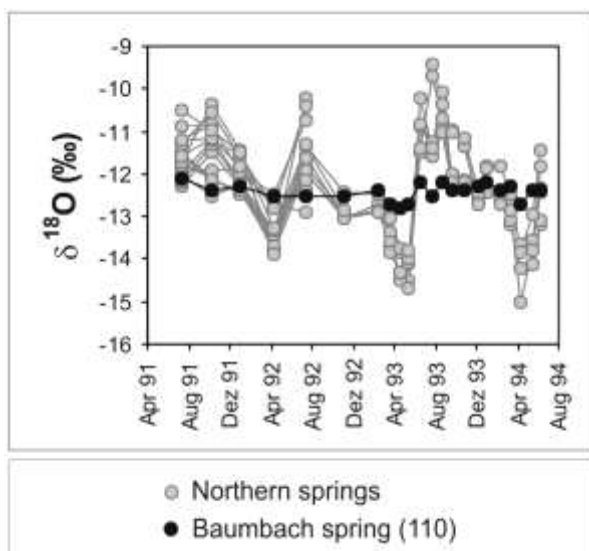 δ ¹⁸O (‰)
-9
-10
-11
-12
-13
-14
-15
-16
Apr 91
Aug 91
Dez 91
Apr 92
Aug 92
Dez 92
Apr 93
Aug 93
Dez 93
Apr 94
Aug 94
Northern springs
Baumbach spring (110)